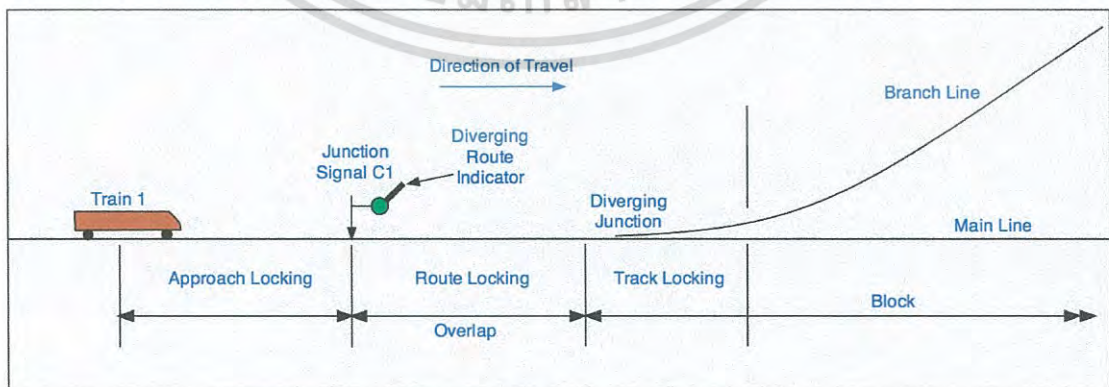 Direction of Travel
Branch Line
Diverging
Route
Indicator
Junction
Signal C1
Train 1
Diverging
Junction
Main Line
Approach Locking
Route Locking
Track Locking
Block
Overlap